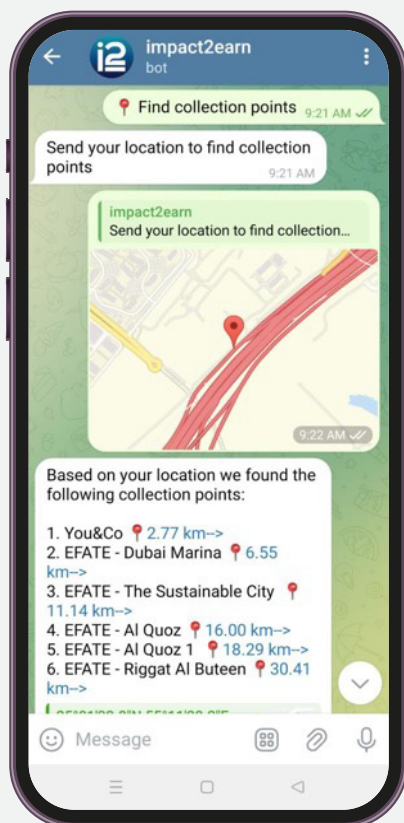 i2
impact2earn
bot
📍 Find collection points 9:21 AM
Send your location to find collection
points
9:21 AM
impact2earn
Send your location to find collection...
9:22 AM
Based on your location we found the
following collection points:
1. You&Co 📍 2.77 km-->
2. EFATE - Dubai Marina 📍 6.55
km-->
3. EFATE - The Sustainable City 📍
11.14 km-->
4. EFATE - Al Quoz 📍 16.00 km-->
5. EFATE - Al Quoz 1 📍 18.29 km-->
6. EFATE - Riggat Al Buteen 📍 30.41
km-->
Message